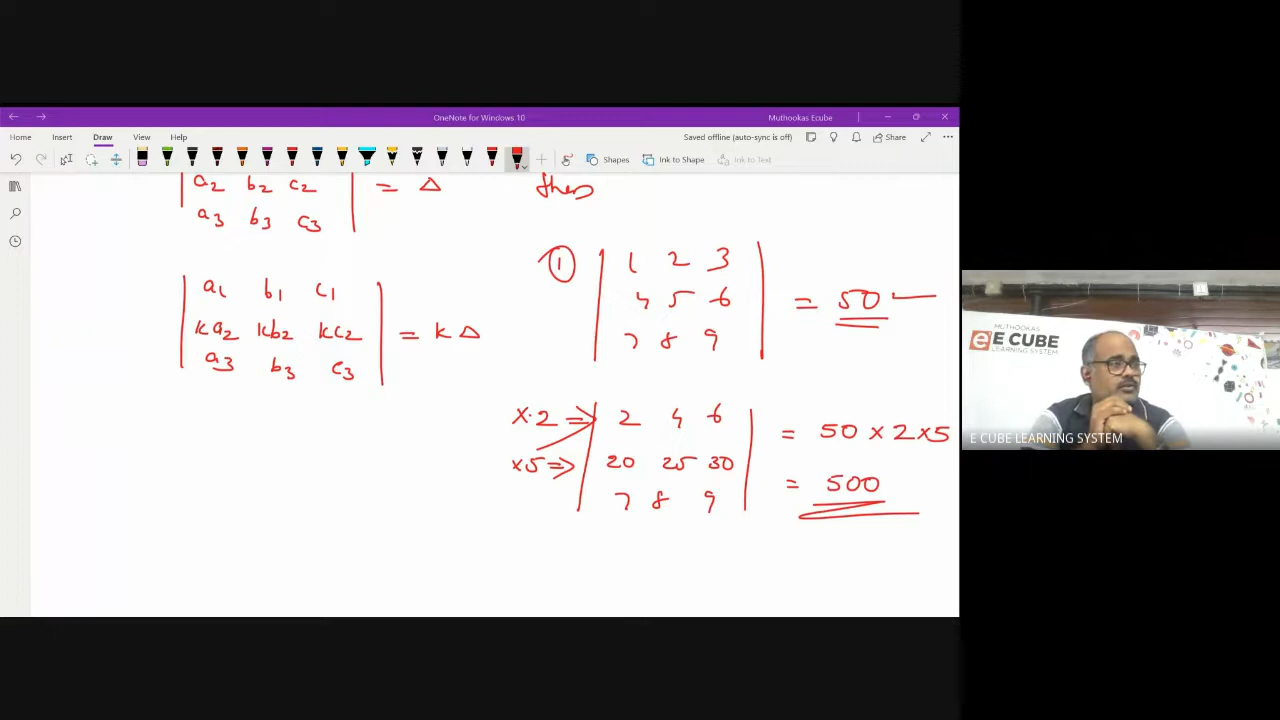 OneNote for Windows 10
Muthookas Ecube
Home Insert Draw View Help
Saved offline (auto-sync is off)
Share
Shapes
Ink to Shape
Ink to Text
a2 b2 c2 = Δ
a3 b3 c3
a1 b1 c1
ka2 kb2 kc2 = k Δ
a3 b3 c3
① 1 2 3
4 5 6 = 50
7 8 9
x·2 ⇒ 2 4 6
= 50 × 2 × 5
x5 ⇒ 20 25 30
= 500
7 8 9
MUTHOOKAS
e E CUBE
LEARNING SYSTEM
E CUBE LEARNING SYSTEM